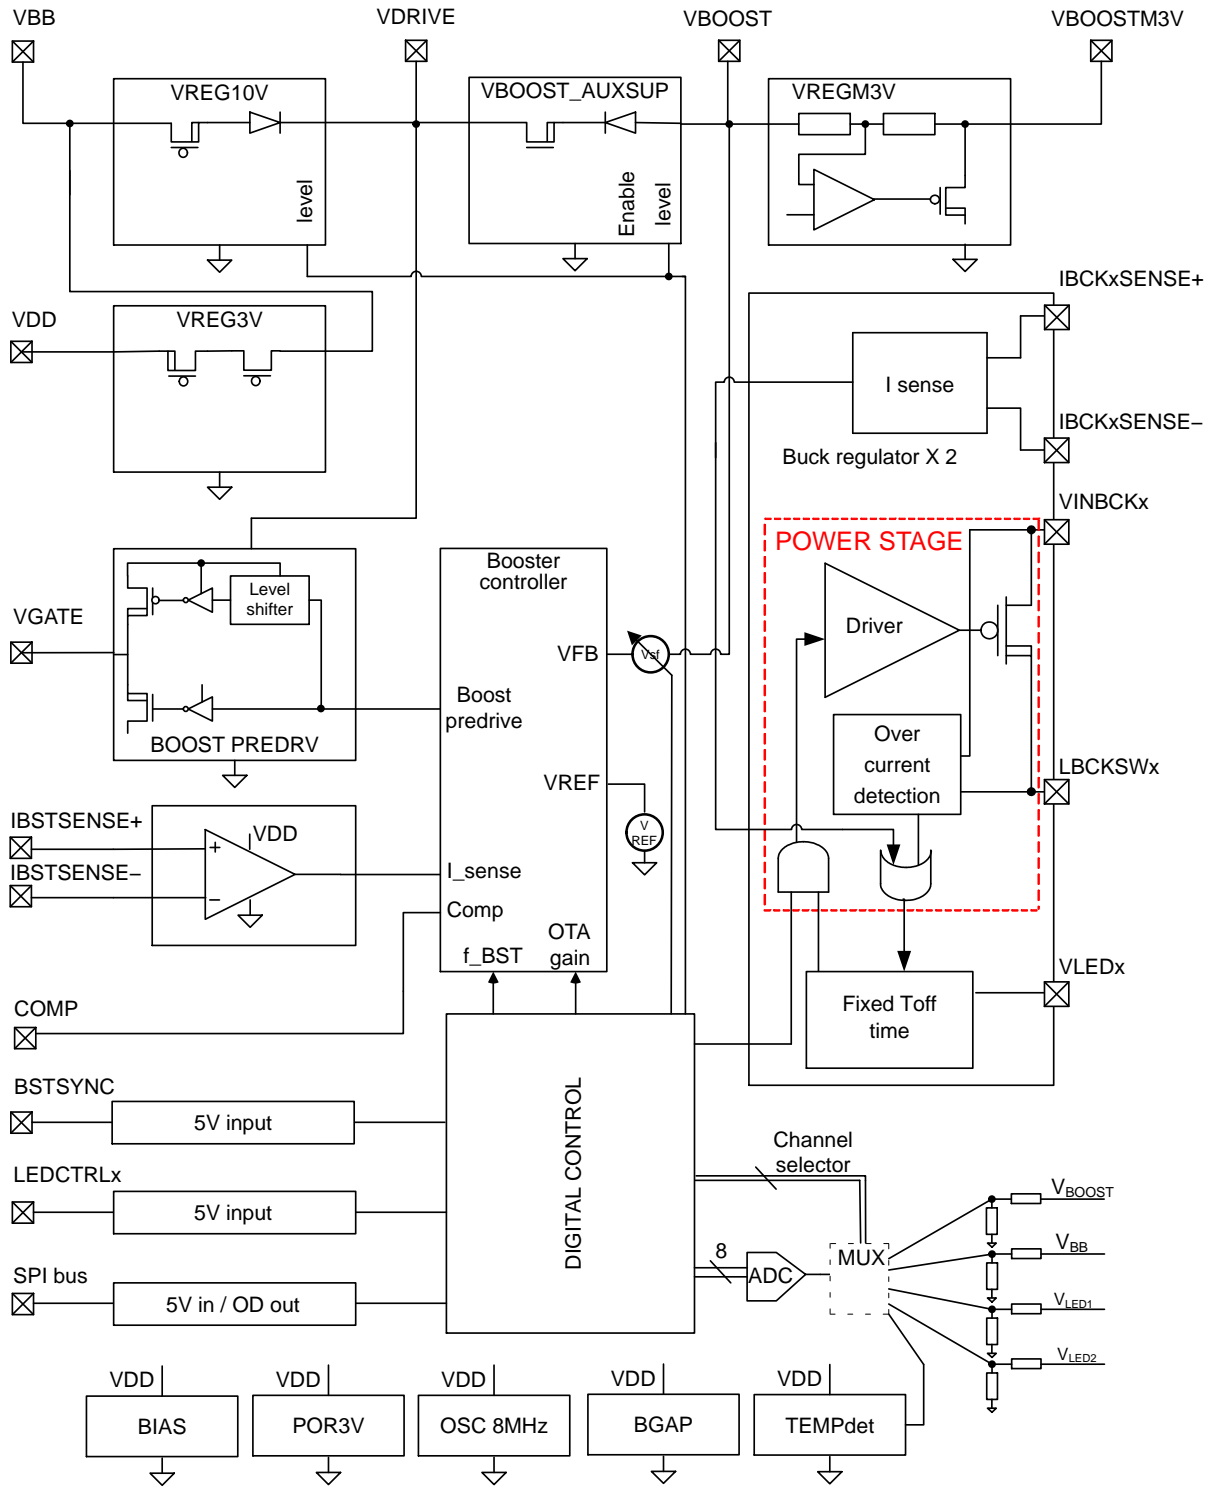 VBB
VDRIVE
VBOOST
VBOOSTM3V
VREG10V
level
VBOOST_AUXSUP
Enable
level
VREGM3V
VDD
VREG3V
IBCKxSENSE+
I sense
IBCKxSENSE−
Buck regulator X 2
VINBCKx
POWER STAGE
Driver
Over
current
detection
LBCKSWx
VLEDx
Fixed Toff
time
VGATE
Level
shifter
BOOST PREDRV
Booster
controller
VFB
Vsf
Boost
predrive
VREF
V
REF
I_sense
Comp
f_BST
OTA
gain
IBSTSENSE+
IBSTSENSE−
+
−
VDD
COMP
BSTSYNC
5V input
LEDCTRLx
5V input
SPI bus
5V in / OD out
DIGITAL CONTROL
Channel
selector
8
ADC
MUX
VBOOST
VBB
VLED1
VLED2
VDD
BIAS
VDD
POR3V
VDD
OSC 8MHz
VDD
BGAP
VDD
TEMPdet